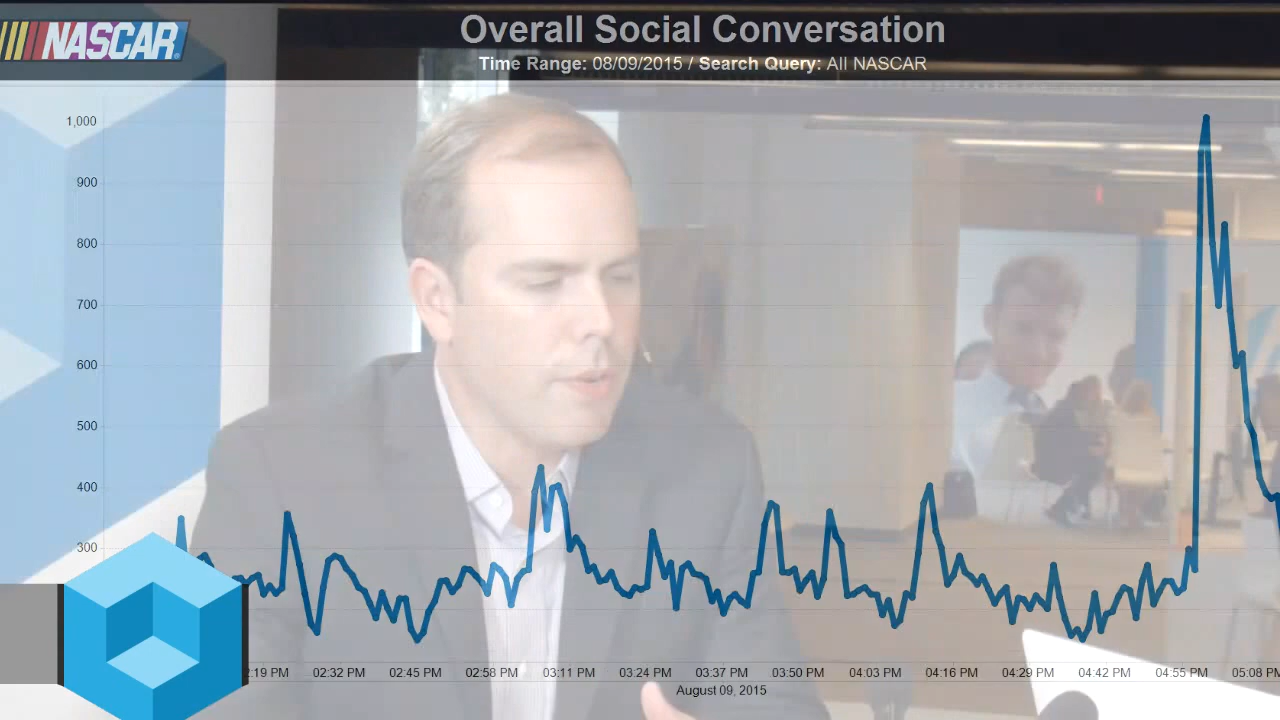 NASCAR
Overall Social Conversation
Time Range: 08/09/2015 / Search Query: All NASCAR
1,000
900
800
700
600
500
400
300
2:19 PM 02:32 PM 02:45 PM 02:58 PM 03:11 PM 03:24 PM 03:37 PM 03:50 PM 04:03 PM 04:16 PM 04:29 PM 04:42 PM 04:55 PM 05:08 PM
August 09, 2015